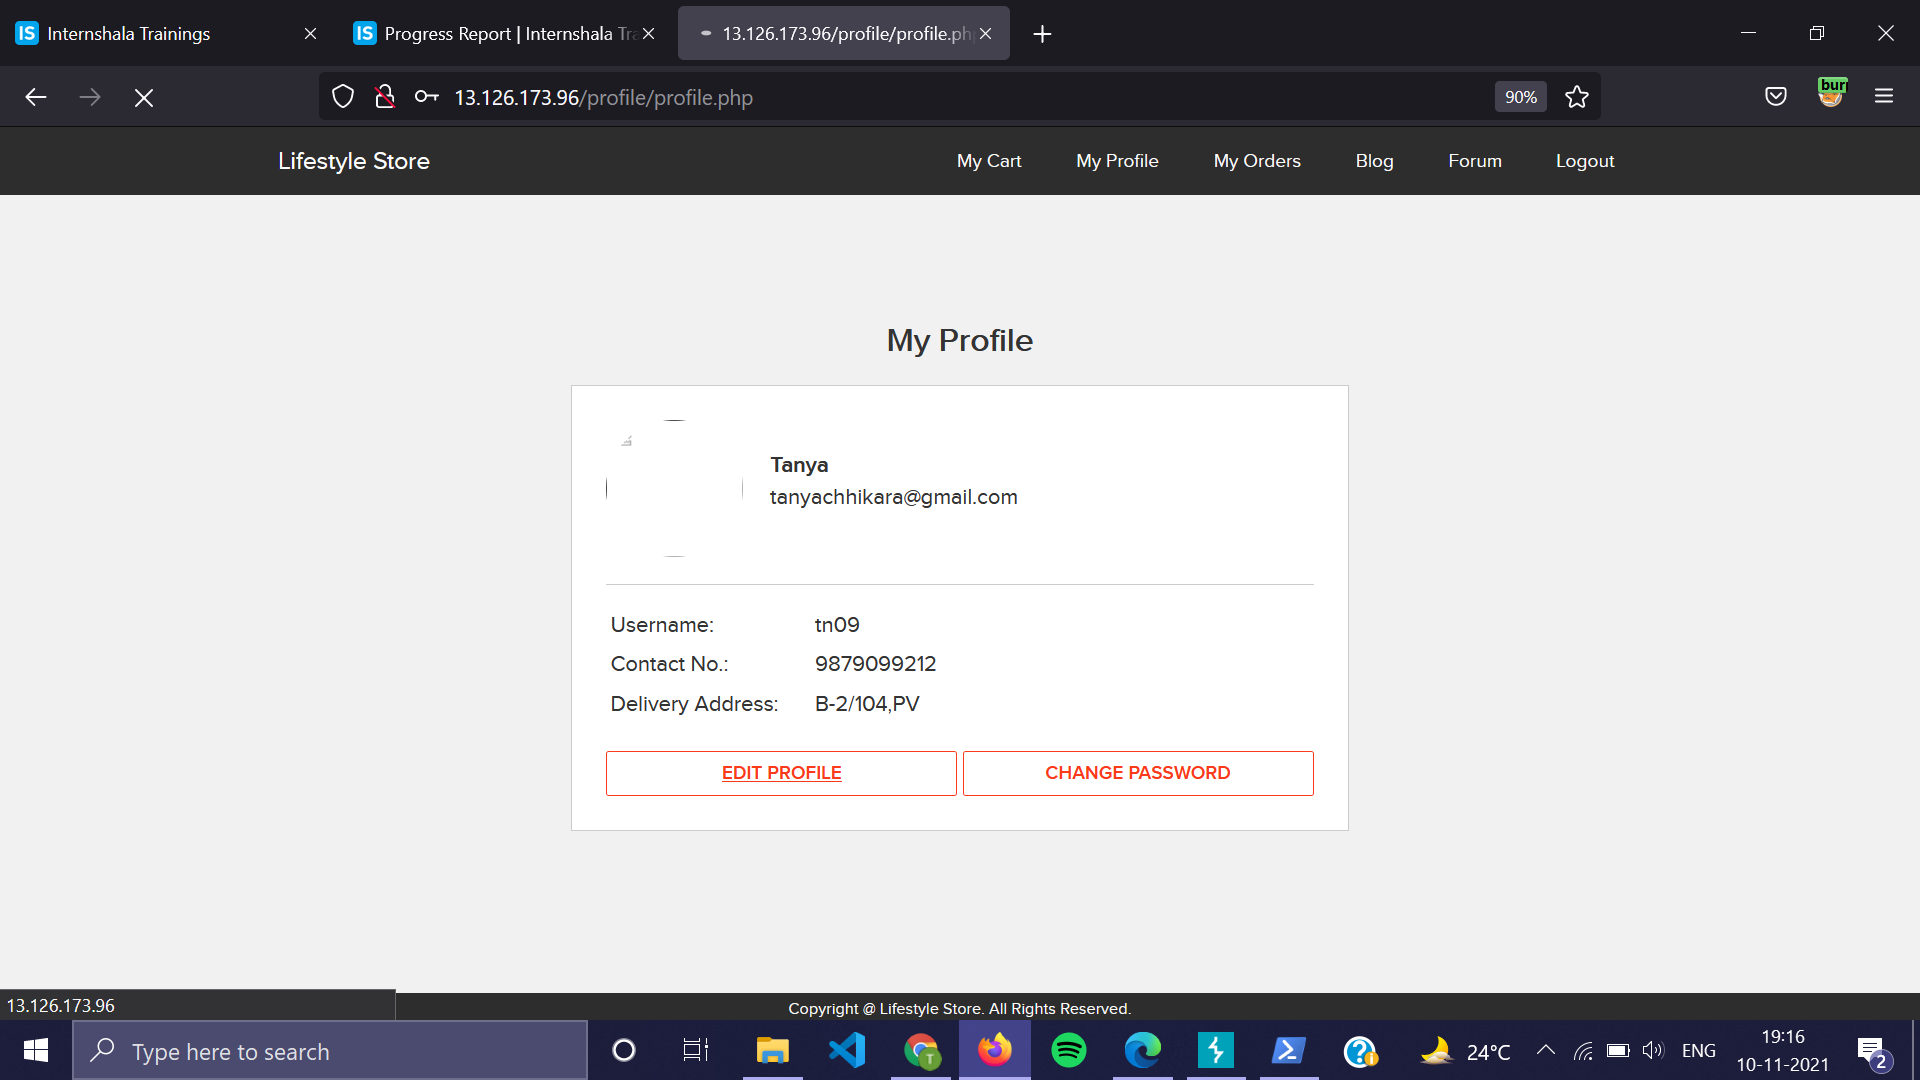 Internshala Trainings
Progress Report | Internshala Tra
13.126.173.96/profile/profile.ph
13.126.173.96/profile/profile.php
90%
bur
Lifestyle Store
My Cart
My Profile
My Orders
Blog
Forum
Logout
My Profile
Tanya
tanyachhikara@gmail.com
Username: tn09
Contact No.: 9879099212
Delivery Address: B-2/104,PV
EDIT PROFILE
CHANGE PASSWORD
13.126.173.96
Copyright @ Lifestyle Store. All Rights Reserved.
Type here to search
T
24°C
ENG
19:16
10-11-2021
2